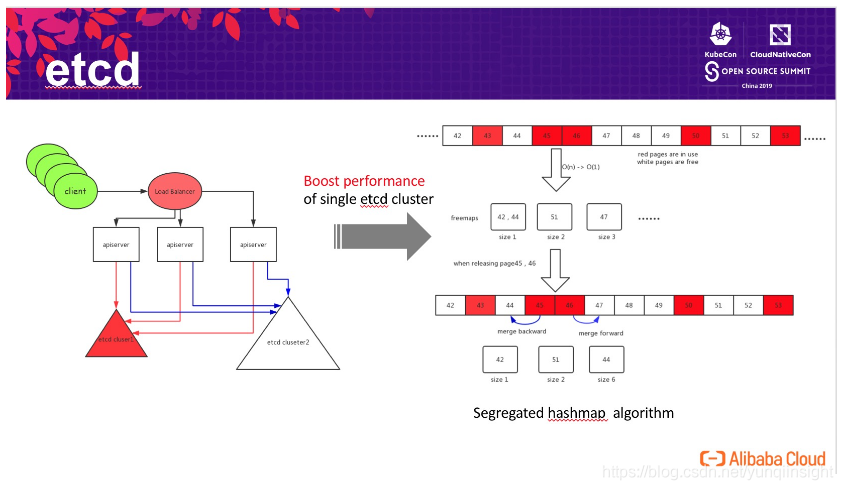 etcd
KubeCon
CloudNativeCon
OPEN SOURCE SUMMIT
China 2019
client
Load Balancer
apiserver
apiserver
apiserver
etcd cluser1
etcd cluseter2
Boost performance
of single etcd cluster
...... 42 43 44 45 46 47 48 49 50 51 52 53 ......
red pages are in use
white pages are free
O(n) -> O(1)
freemaps
42 , 44
51
47
......
size 1
size 2
size 3
when releasing page45 , 46
42 43 44 45 46 47 48 49 50 51 52 53
merge backward
merge forward
42
51
44
size 1
size 2
size 6
Segregated hashmap algorithm
Alibaba Cloud
https://blog.csdn.net/yunqiinsight